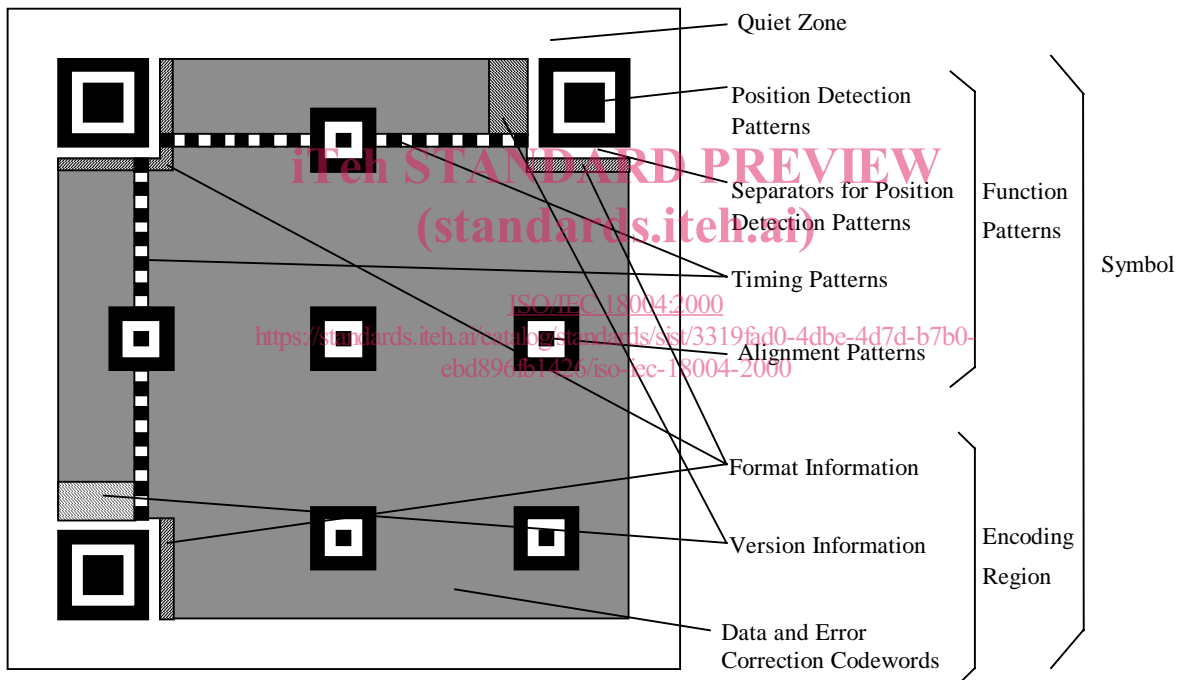 Quiet Zone
Position Detection
Patterns
iTeh STANDARD PREVIEW
Separators for Position
Detection Patterns
Function
Patterns
(standards.iteh.ai)
Symbol
Timing Patterns
ISO/IEC 18004:2000
https://standards.iteh.ai/catalog/standards/sist/3319fad0-4dbe-4d7d-b7b0-
ebd896fb1426/iso-iec-18004-2000
Alignment Patterns
Format Information
Version Information
Encoding
Region
Data and Error
Correction Codewords